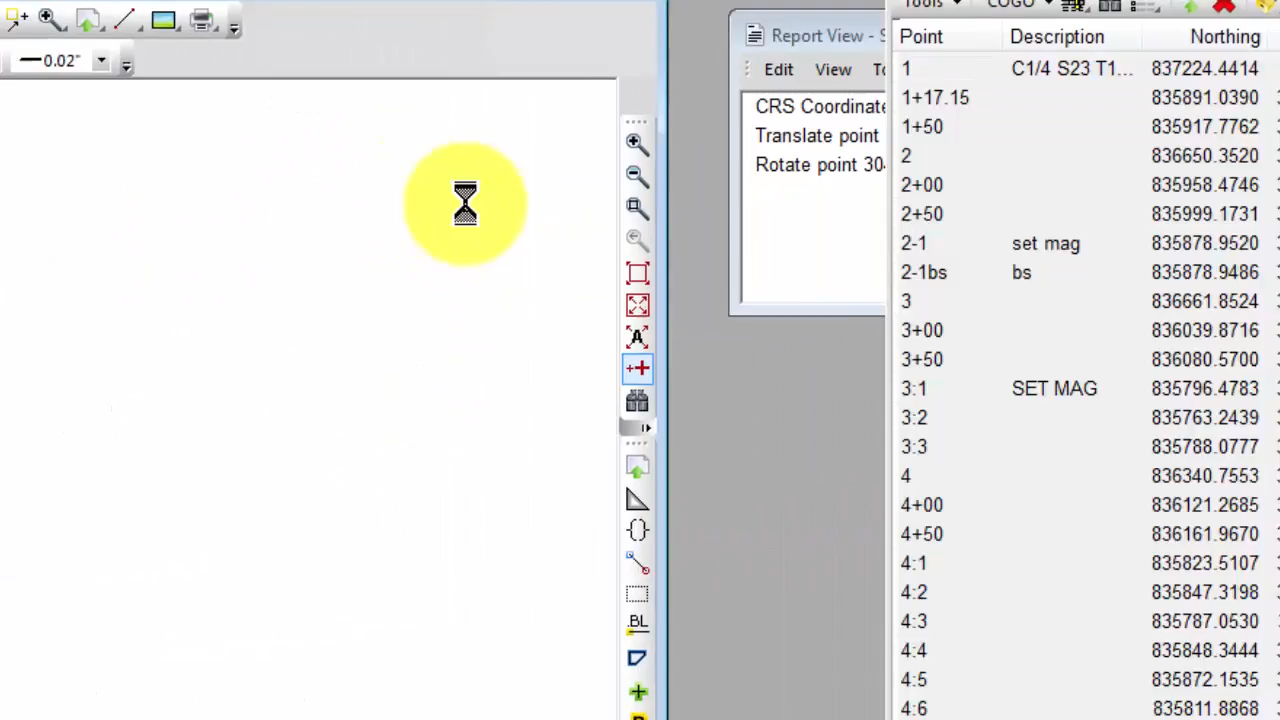 Tools COGO
0.02"
Report View - S
Edit View To
CRS Coordinate
Translate point
Rotate point 304
A
.BL
Point Description Northing
1 C1/4 S23 T1... 837224.4414
1+17.15 835891.0390
1+50 835917.7762
2 836650.3520
2+00 835958.4746
2+50 835999.1731
2-1 set mag 835878.9520
2-1bs bs 835878.9486
3 836661.8524
3+00 836039.8716
3+50 836080.5700
3:1 SET MAG 835796.4783
3:2 835763.2439
3:3 835788.0777
4 836340.7553
4+00 836121.2685
4+50 836161.9670
4:1 835823.5107
4:2 835847.3198
4:3 835787.0530
4:4 835848.3444
4:5 835872.1535
4:6 835811.8868